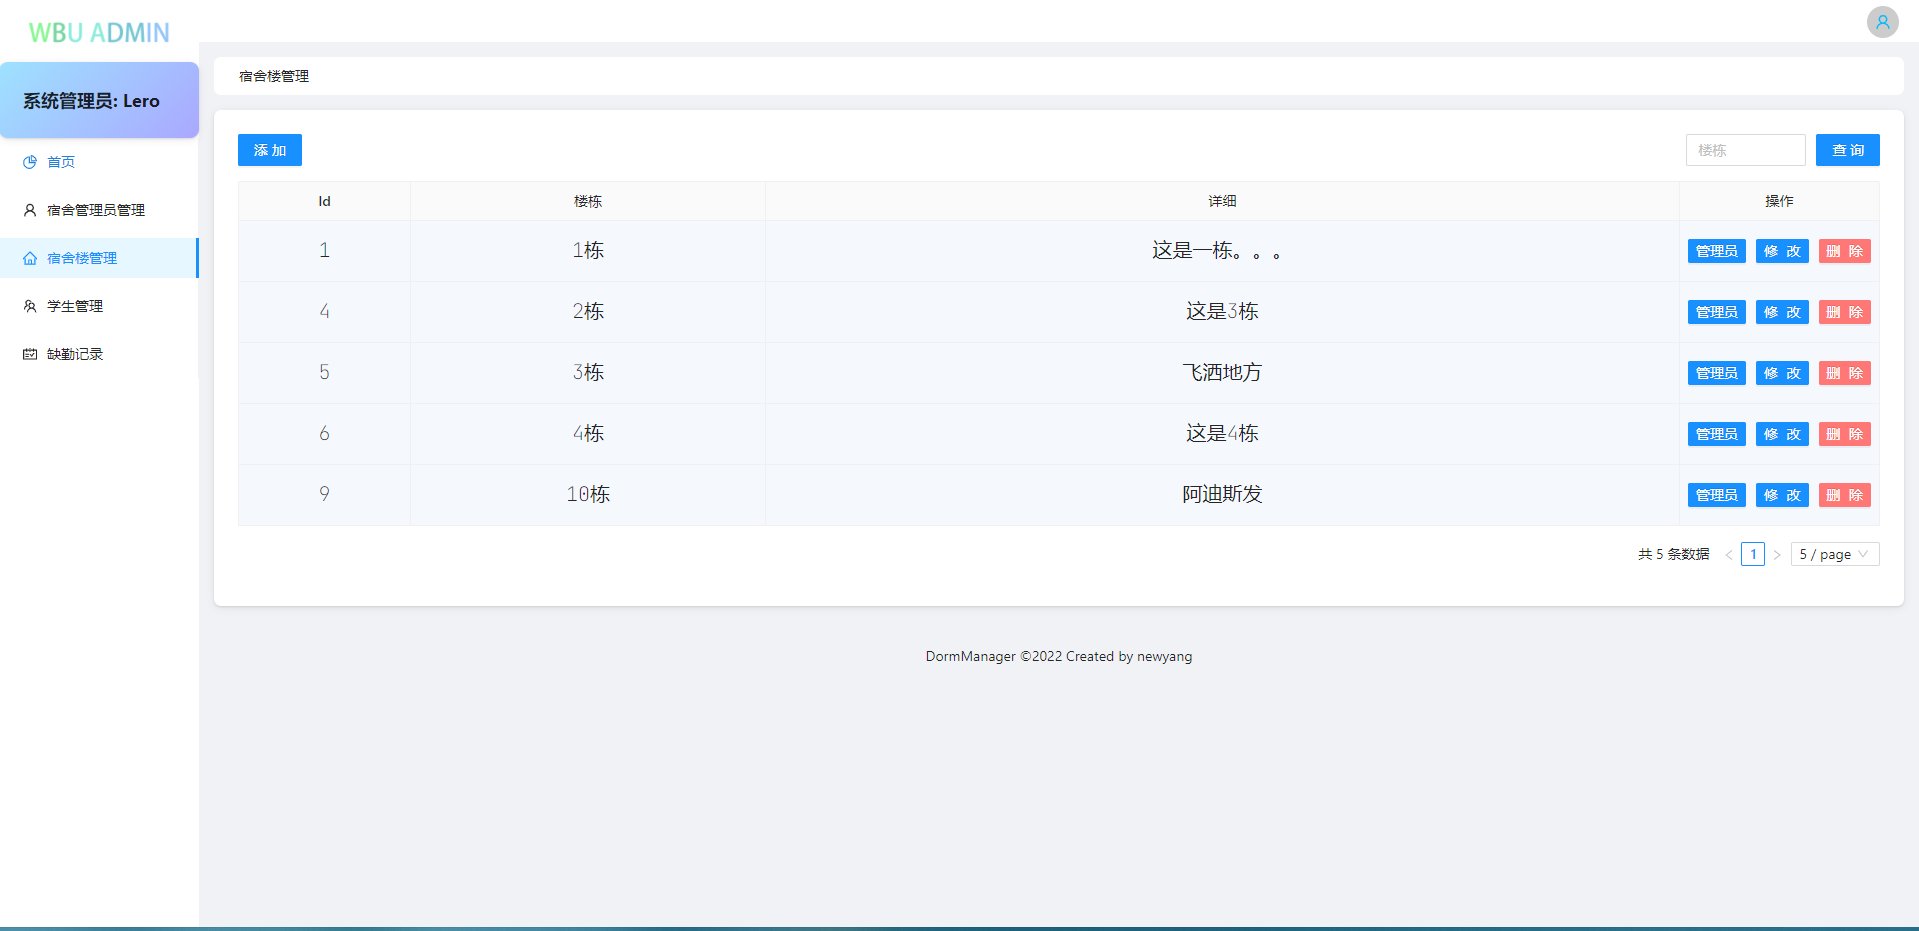 WBU ADMIN
系统管理员: Lero
首页
宿舍管理员管理
宿舍楼管理
学生管理
缺勤记录
宿舍楼管理
添 加
楼栋 查 询
Id 楼栋 详细 操作
1 1栋 这是一栋。。。 管理员 修 改 删 除
4 2栋 这是3栋 管理员 修 改 删 除
5 3栋 飞洒地方 管理员 修 改 删 除
6 4栋 这是4栋 管理员 修 改 删 除
9 10栋 阿迪斯发 管理员 修 改 删 除
共 5 条数据 < 1 > 5 / page
DormManager ©2022 Created by newyang